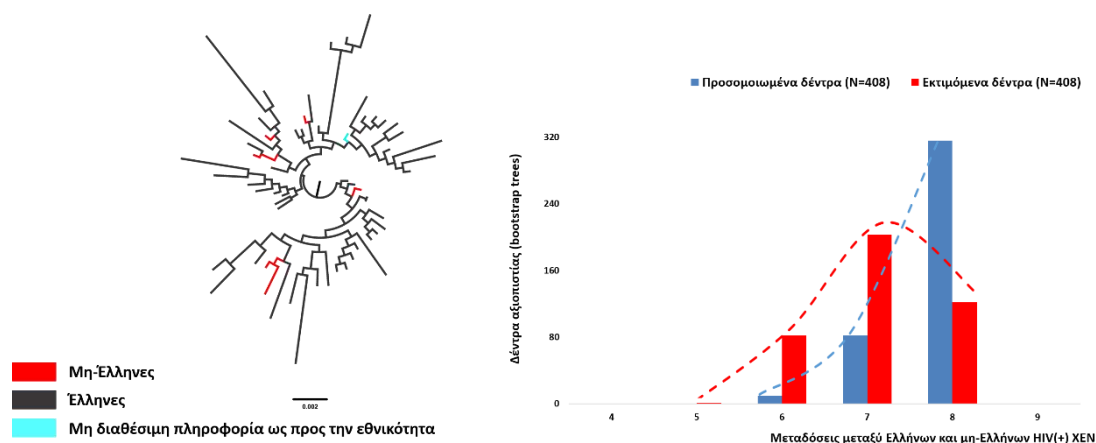 Μη-Έλληνες
Έλληνες
Μη διαθέσιμη πληροφορία ως προς την εθνικότητα
0.002
Προσομοιωμένα δέντρα (N=408)
Εκτιμόμενα δέντρα (N=408)
Δέντρα αξιοπιστίας (bootstrap trees)
320
240
160
80
0
4 5 6 7 8 9
Μεταδόσεις μεταξύ Ελλήνων και μη-Ελλήνων HIV(+) ΧΕΝ